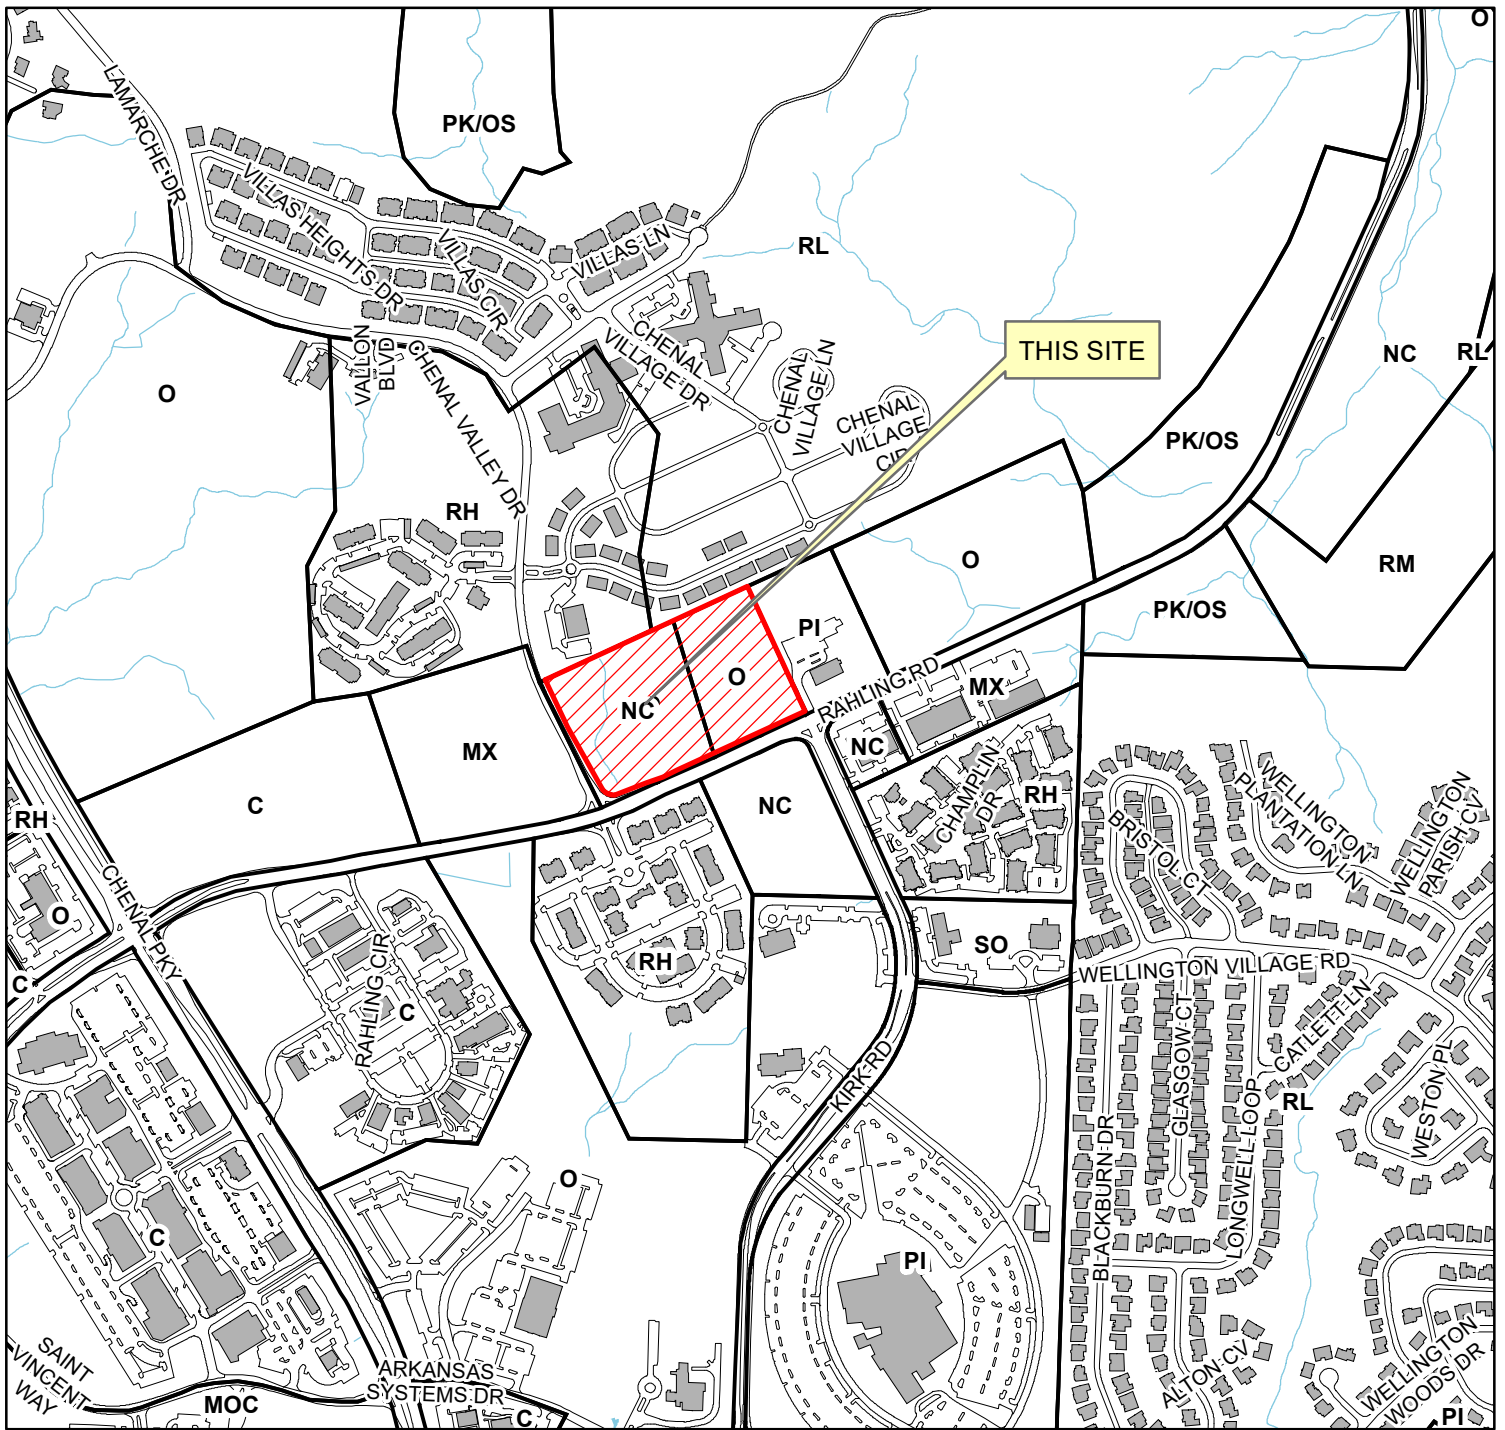 O
LAMARCHE DR
PK/OS
VILLAS HEIGHTS DR
VILLAS CIR
VILLAS LN
RL
CHENAL
VILLAGE DR
THIS SITE
VALLON
BLVD
CHENAL VALLEY DR
CHENAL
VILLAGE LN
CHENAL
VILLAGE
CIR
NC
RL
O
PK/OS
RH
O
RM
PK/OS
PI
O
NC
RAHLING RD
MX
NC
MX
C
NC
RH
CHAMPLIN
DR
RH
BRISTOL CT
WELLINGTON
PLANTATION LN
WELLINGTON
PARISH CV
CHENAL PKY
O
C
RAHLING CIR
C
RH
SO
WELLINGTON VILLAGE RD
GLASGOW CT
CATLETT LN
WESTON PL
KIRK RD
RL
BLACKBURN DR
LONGWELL LOOP
O
C
PI
SAINT
VINCENT
WAY
ARKANSAS
SYSTEMS DR
MOC
C
ALTON CV
WELLINGTON
WOODS DR
PI